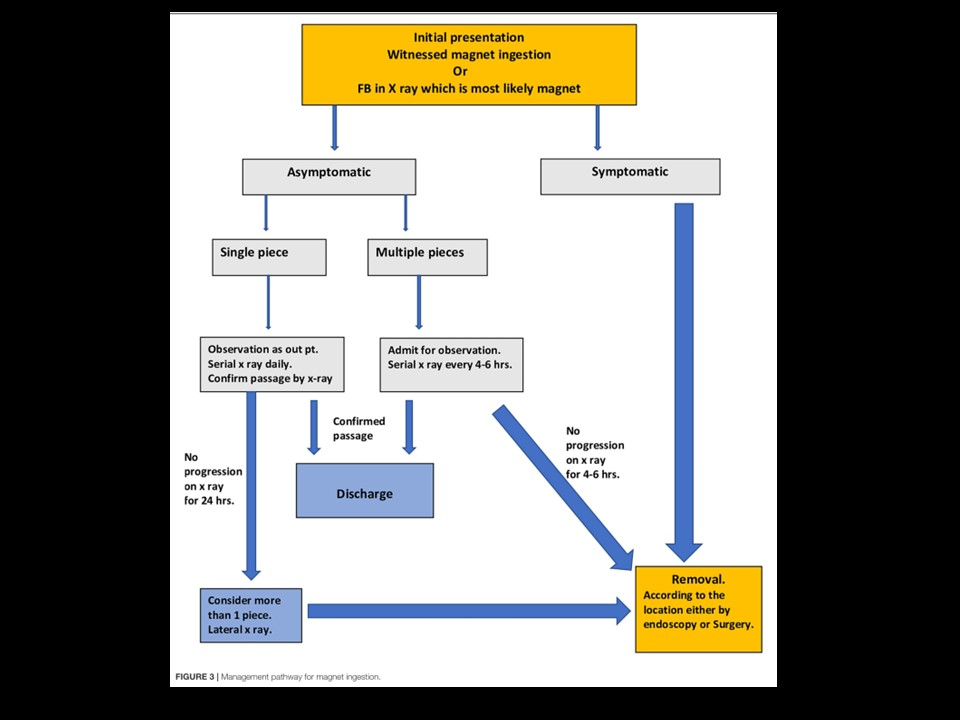 Initial presentation
Witnessed magnet ingestion
Or
FB in X ray which is most likely magnet
Asymptomatic
Symptomatic
Single piece
Multiple pieces
Observation as out pt.
Serial x ray daily.
Confirm passage by x-ray
Admit for observation.
Serial x ray every 4-6 hrs.
Confirmed
passage
No
progression
on x ray
for 4-6 hrs.
No
progression
on x ray
for 24 hrs.
Discharge
Consider more
than 1 piece.
Lateral x ray.
Removal.
According to the
location either by
endoscopy or Surgery.
FIGURE 3 | Management pathway for magnet ingestion.